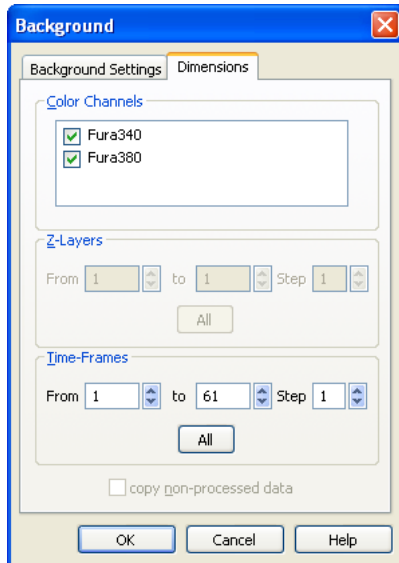 Background
Background Settings Dimensions
Color Channels
Fura340
Fura380
Z-Layers
From 1 to 1 Step 1
All
Time-Frames
From 1 to 61 Step 1
All
copy non-processed data
OK Cancel Help